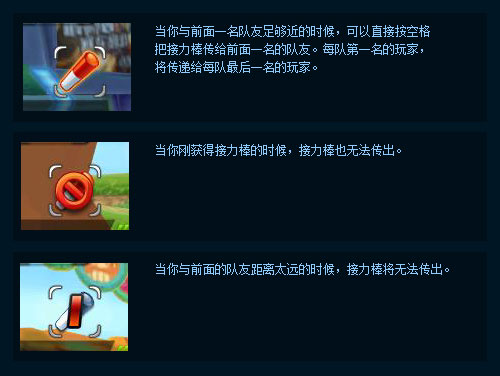 当你与前面一名队友足够近的时候，可以直接按空格
把接力棒传给前面一名的队友。每队第一名的玩家，
将传递给每队最后一名的玩家。
当你刚获得接力棒的时候，接力棒也无法传出。
当你与前面的队友距离太远的时候，接力棒将无法传出。